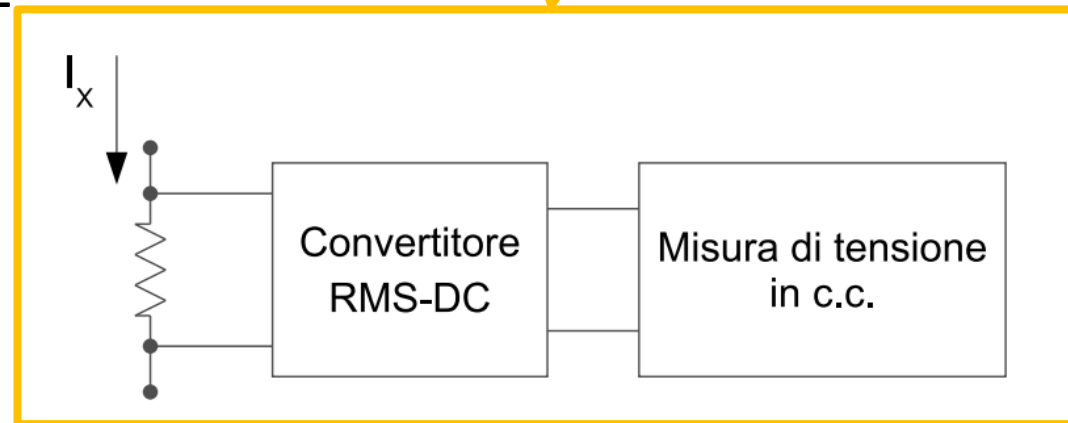 Ix
Convertitore
RMS-DC
Misura di tensione
in c.c.